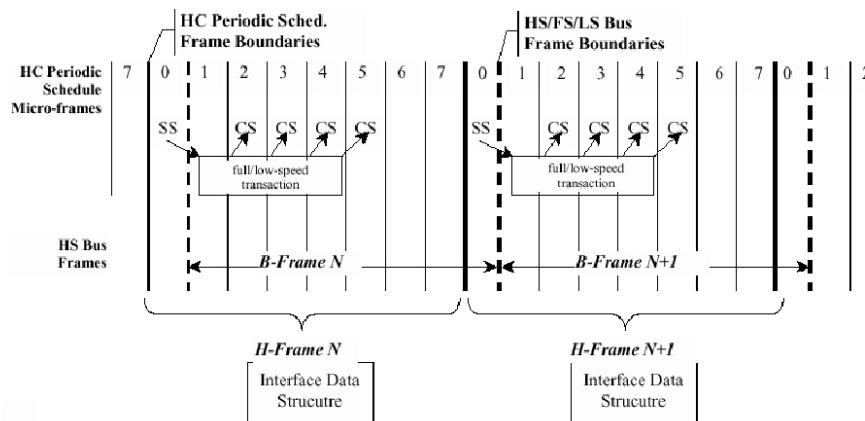 HC Periodic Sched.
Frame Boundaries
HS/FS/LS Bus
Frame Boundaries
HC Periodic
Schedule
Micro-frames
7 0 1 2 3 4 5 6 7 0 1 2 3 4 5 6 7 0 1 2
SS CS CS CS CS SS CS CS CS CS
full/low-speed
transaction
full/low-speed
transaction
HS Bus
Frames
B-Frame N
B-Frame N+1
H-Frame N
H-Frame N+1
Interface Data
Strucutre
Interface Data
Strucutre